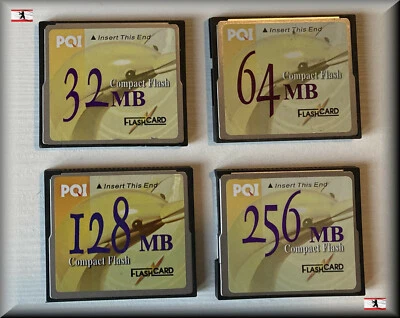 PQI
▲ Insert This End
32 MB
Compact Flash
FLASHCARD
PQI
▲ Insert This End
64 MB
Compact Flash
FLASHCARD
PQI
▲ Insert This End
128 MB
Compact Flash
FLASHCARD
PQI
▲ Insert This End
256 MB
Compact Flash
FLASHCARD